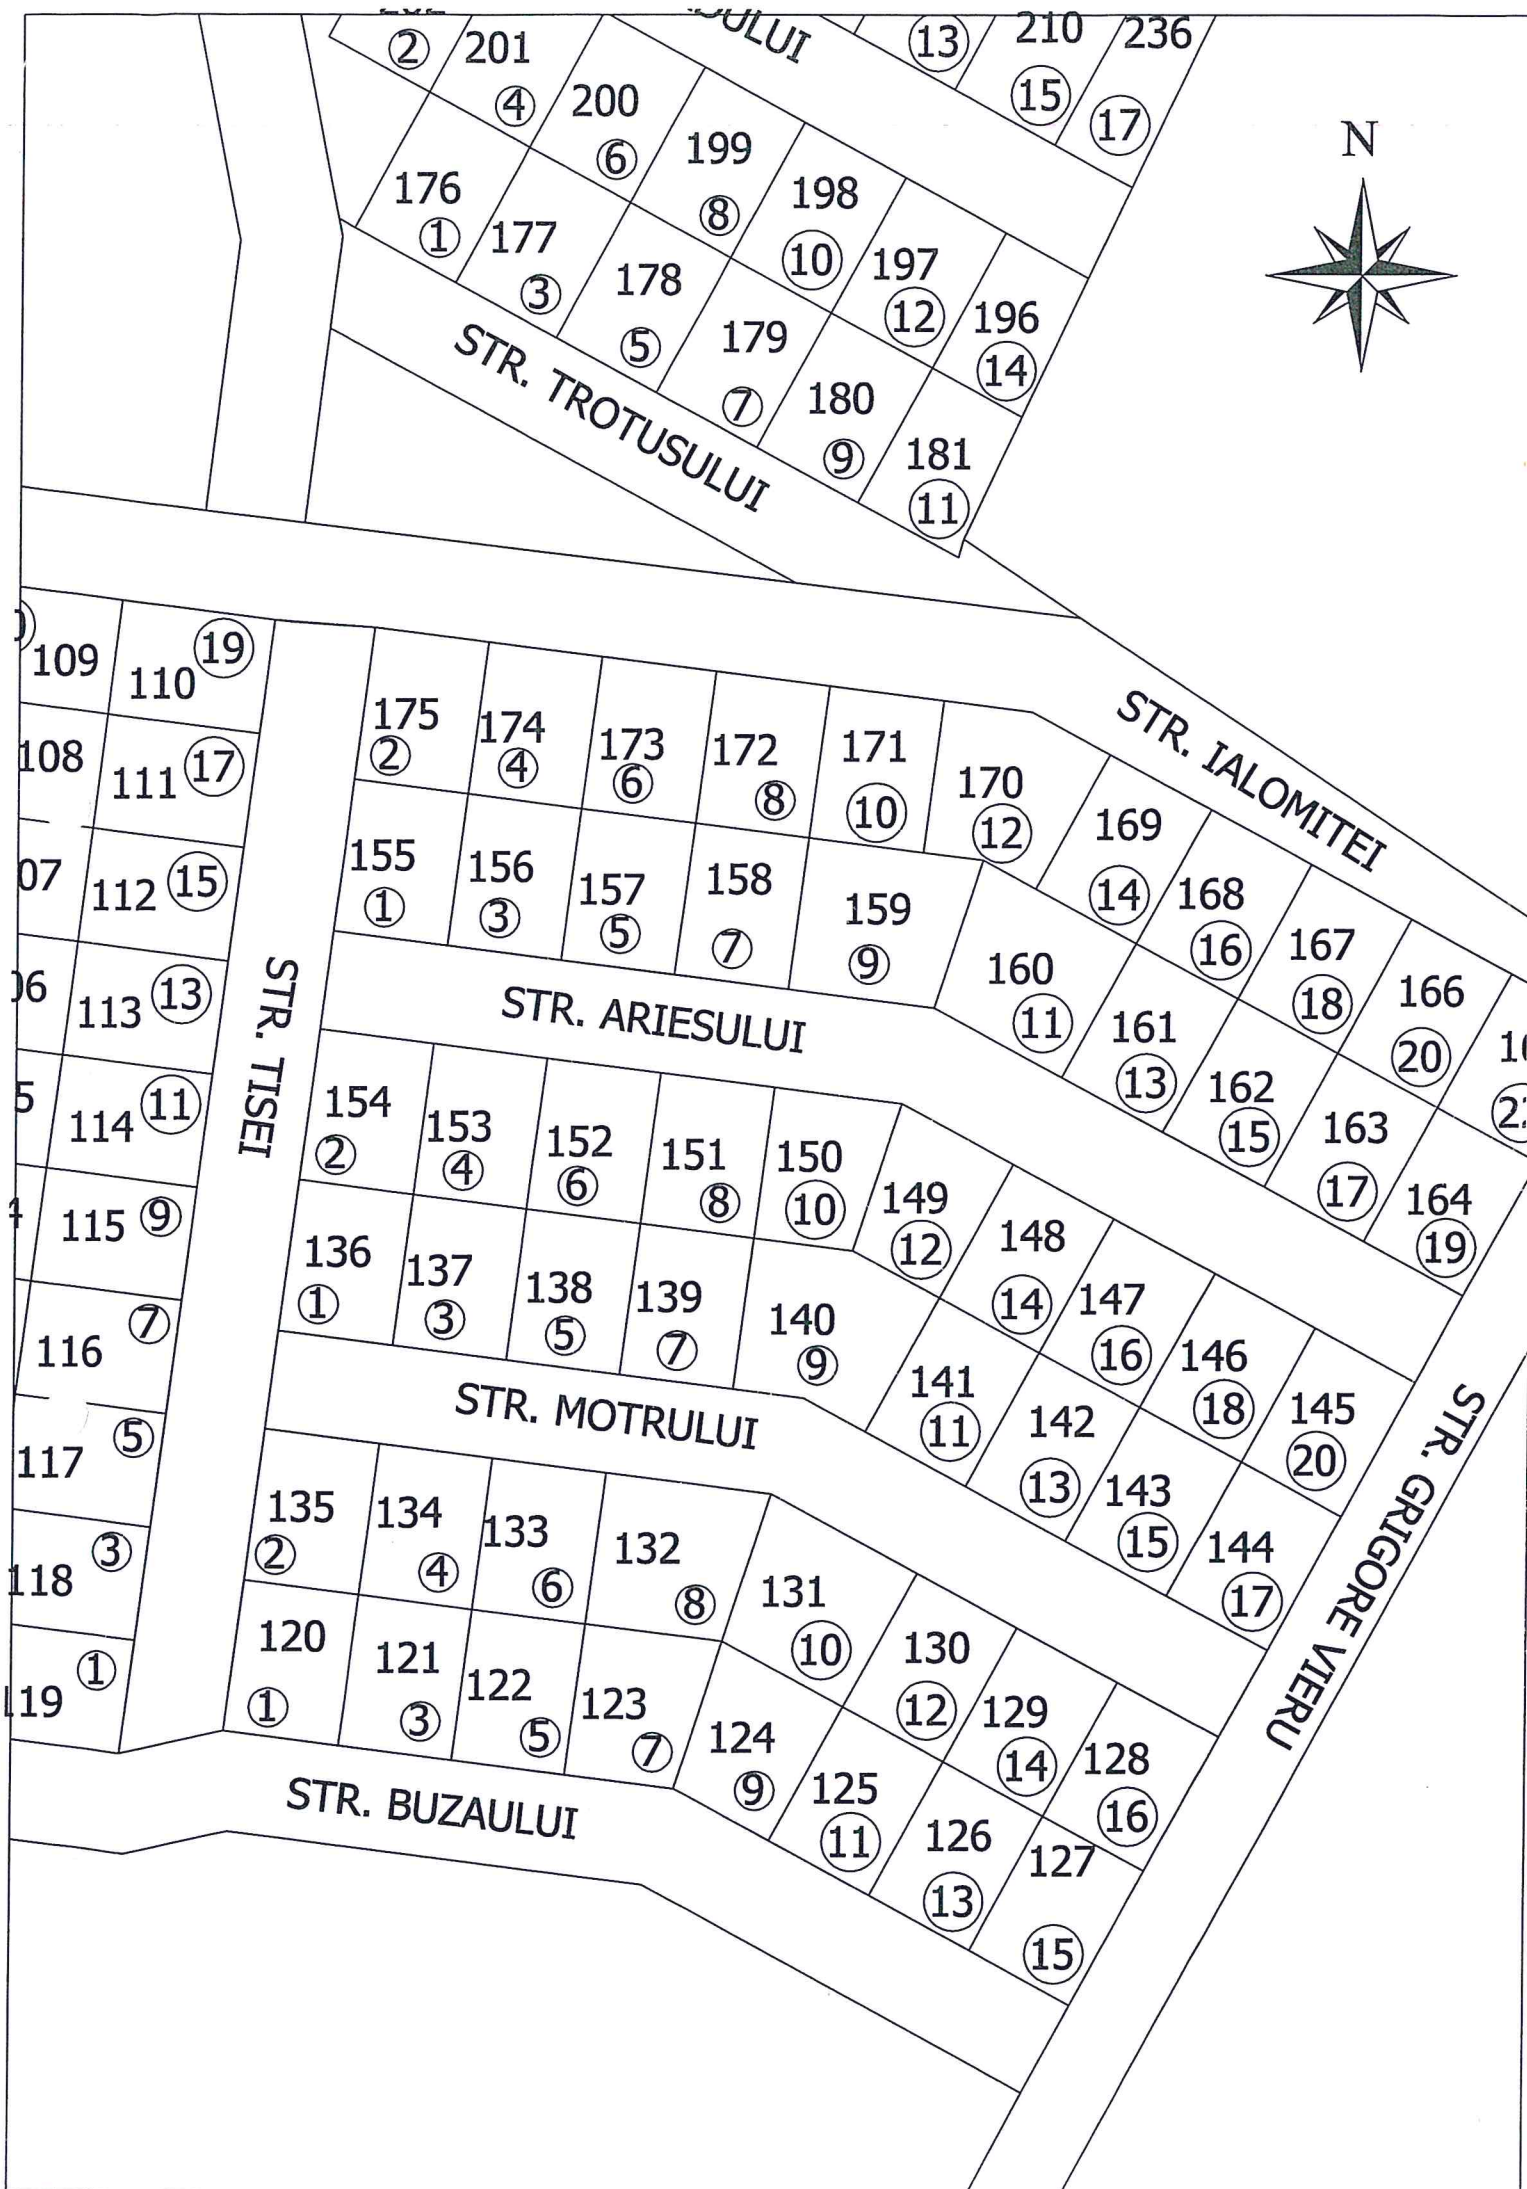 2 201 4
13 210 15 236 17
N
200 6 199 8 198 10 197 12 196 14
176 1 177 3 178 5 179 7 180 9 181 11
STR. TROTUSULUI
109 110 19
108 111 17
112 15
113 13
114 11
115 9
116 7
117 5
118 3
119 1
STR. TISEI
175 2 174 4 173 6 172 8 171 10 170 12 169 14 168 16 167 18 166 20
STR. IALOMITEI
155 1 156 3 157 5 158 7 159 9 160 11 161 13 162 15 163 17 164 19
STR. ARIESULUI
154 2 153 4 152 6 151 8 150 10 149 12 148 14 147 16 146 18 145 20
136 1 137 3 138 5 139 7 140 9 141 11 142 13 143 15 144 17
STR. MOTRULUI
STR. GRIGORE VIERU
135 2 134 4 133 6 132 8 131 10 130 12 129 14 128 16
120 1 121 3 122 5 123 7 124 9 125 11 126 13 127 15
STR. BUZAULUI